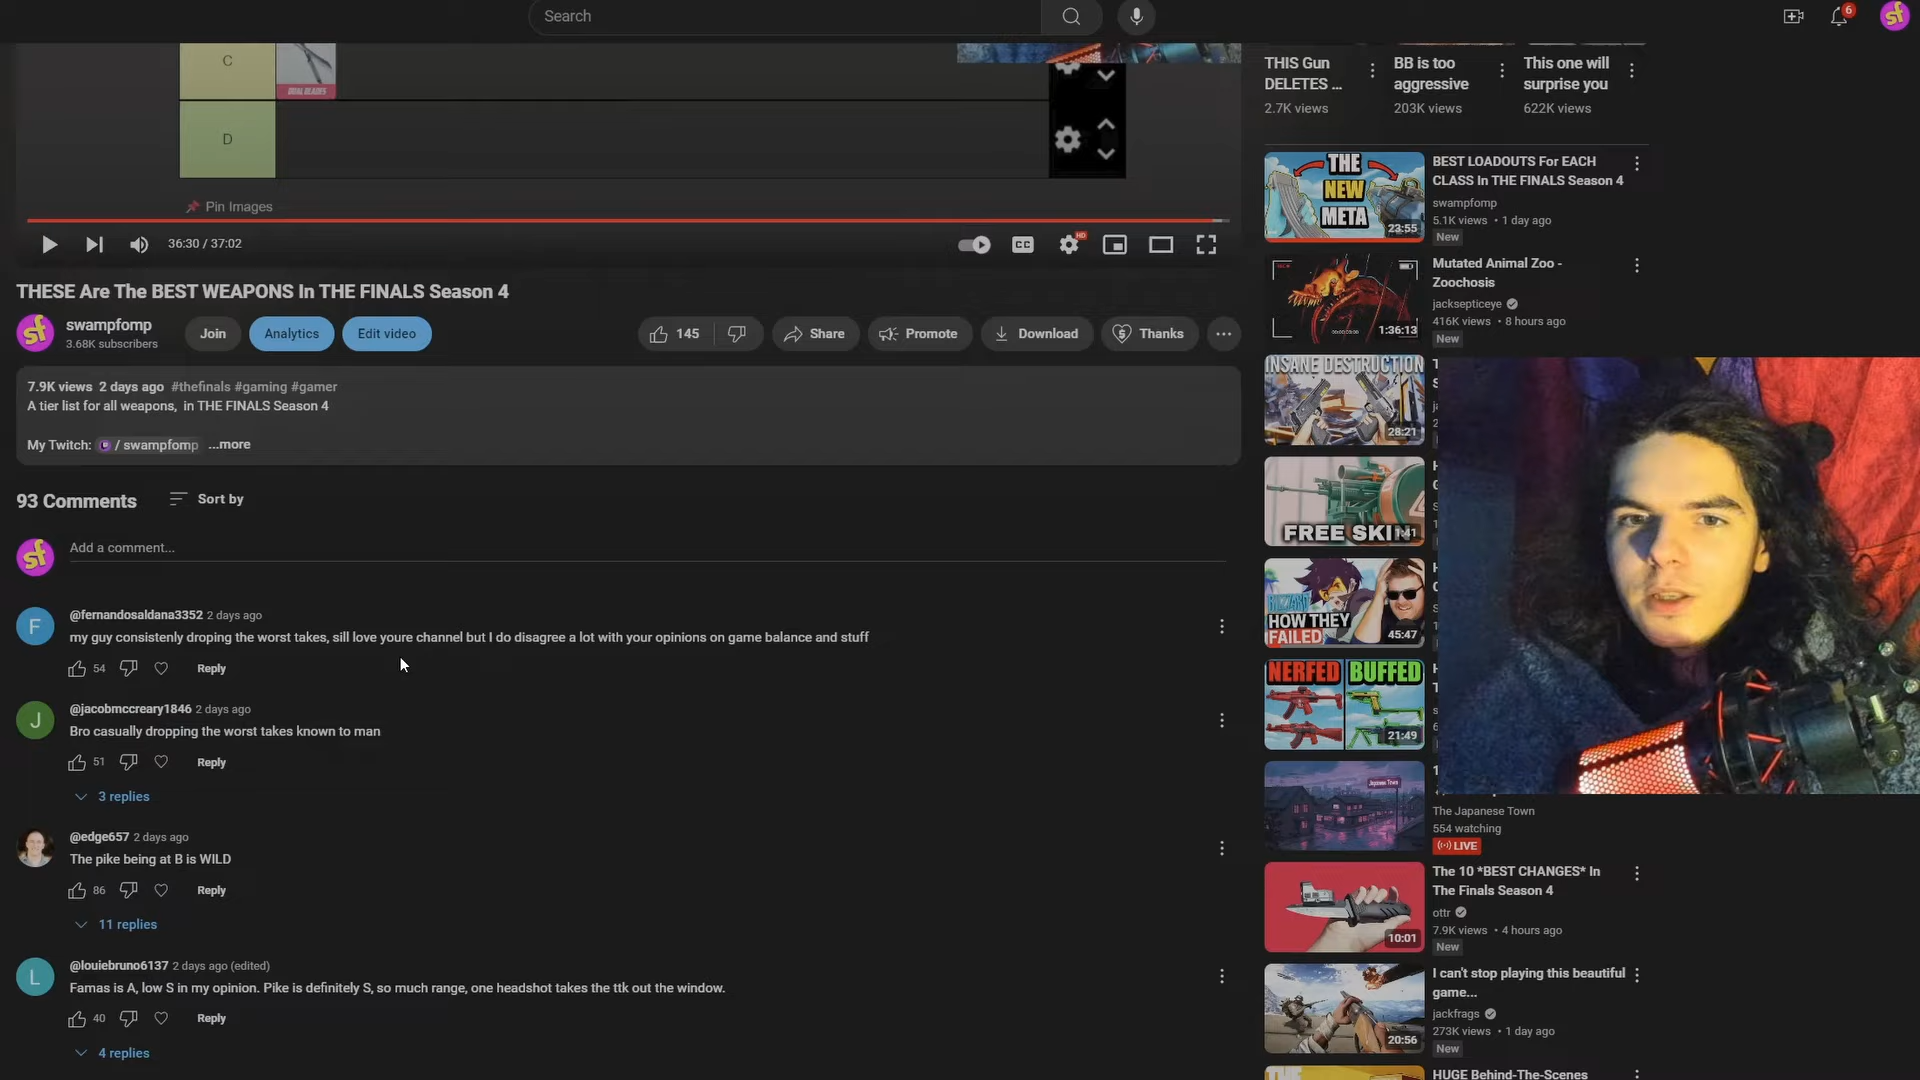 Search
6
sf
C
DUAL BLADES
D
Pin Images
36:30 / 37:02
CC
HD
THESE Are The BEST WEAPONS In THE FINALS Season 4
sf
swampfomp
3.68K subscribers
Join
Analytics
Edit video
145
Share
Promote
Download
Thanks
7.9K views 2 days ago #thefinals #gaming #gamer
A tier list for all weapons, in THE FINALS Season 4
My Twitch: / swampfomp ...more
93 Comments
Sort by
sf
Add a comment...
F
@fernandosaldana3352 2 days ago
my guy consistenly droping the worst takes, sill love youre channel but I do disagree a lot with your opinions on game balance and stuff
54
Reply
J
@jacobmccreary1846 2 days ago
Bro casually dropping the worst takes known to man
51
Reply
3 replies
@edge657 2 days ago
The pike being at B is WILD
86
Reply
11 replies
L
@louiebruno6137 2 days ago (edited)
Famas is A, low S in my opinion. Pike is definitely S, so much range, one headshot takes the ttk out the window.
40
Reply
4 replies
THIS Gun
DELETES ...
2.7K views
BB is too
aggressive
203K views
This one will
surprise you
622K views
THE
NEW
META
23:55
BEST LOADOUTS For EACH
CLASS In THE FINALS Season 4
swampfomp
5.1K views • 1 day ago
New
1:36:13
Mutated Animal Zoo -
Zoochosis
jacksepticeye
416K views • 8 hours ago
New
INSANE DESTRUCTION
28:21
FREE SKIN
1:41
BLIZZARD
HOW THEY
FAILED
45:47
NERFED
BUFFED
21:49
Japanese Town
The Japanese Town
554 watching
LIVE
10:01
The 10 *BEST CHANGES* In
The Finals Season 4
ottr
7.9K views • 4 hours ago
New
20:56
I can't stop playing this beautiful
game...
jackfrags
273K views • 1 day ago
New
HUGE Behind-The-Scenes